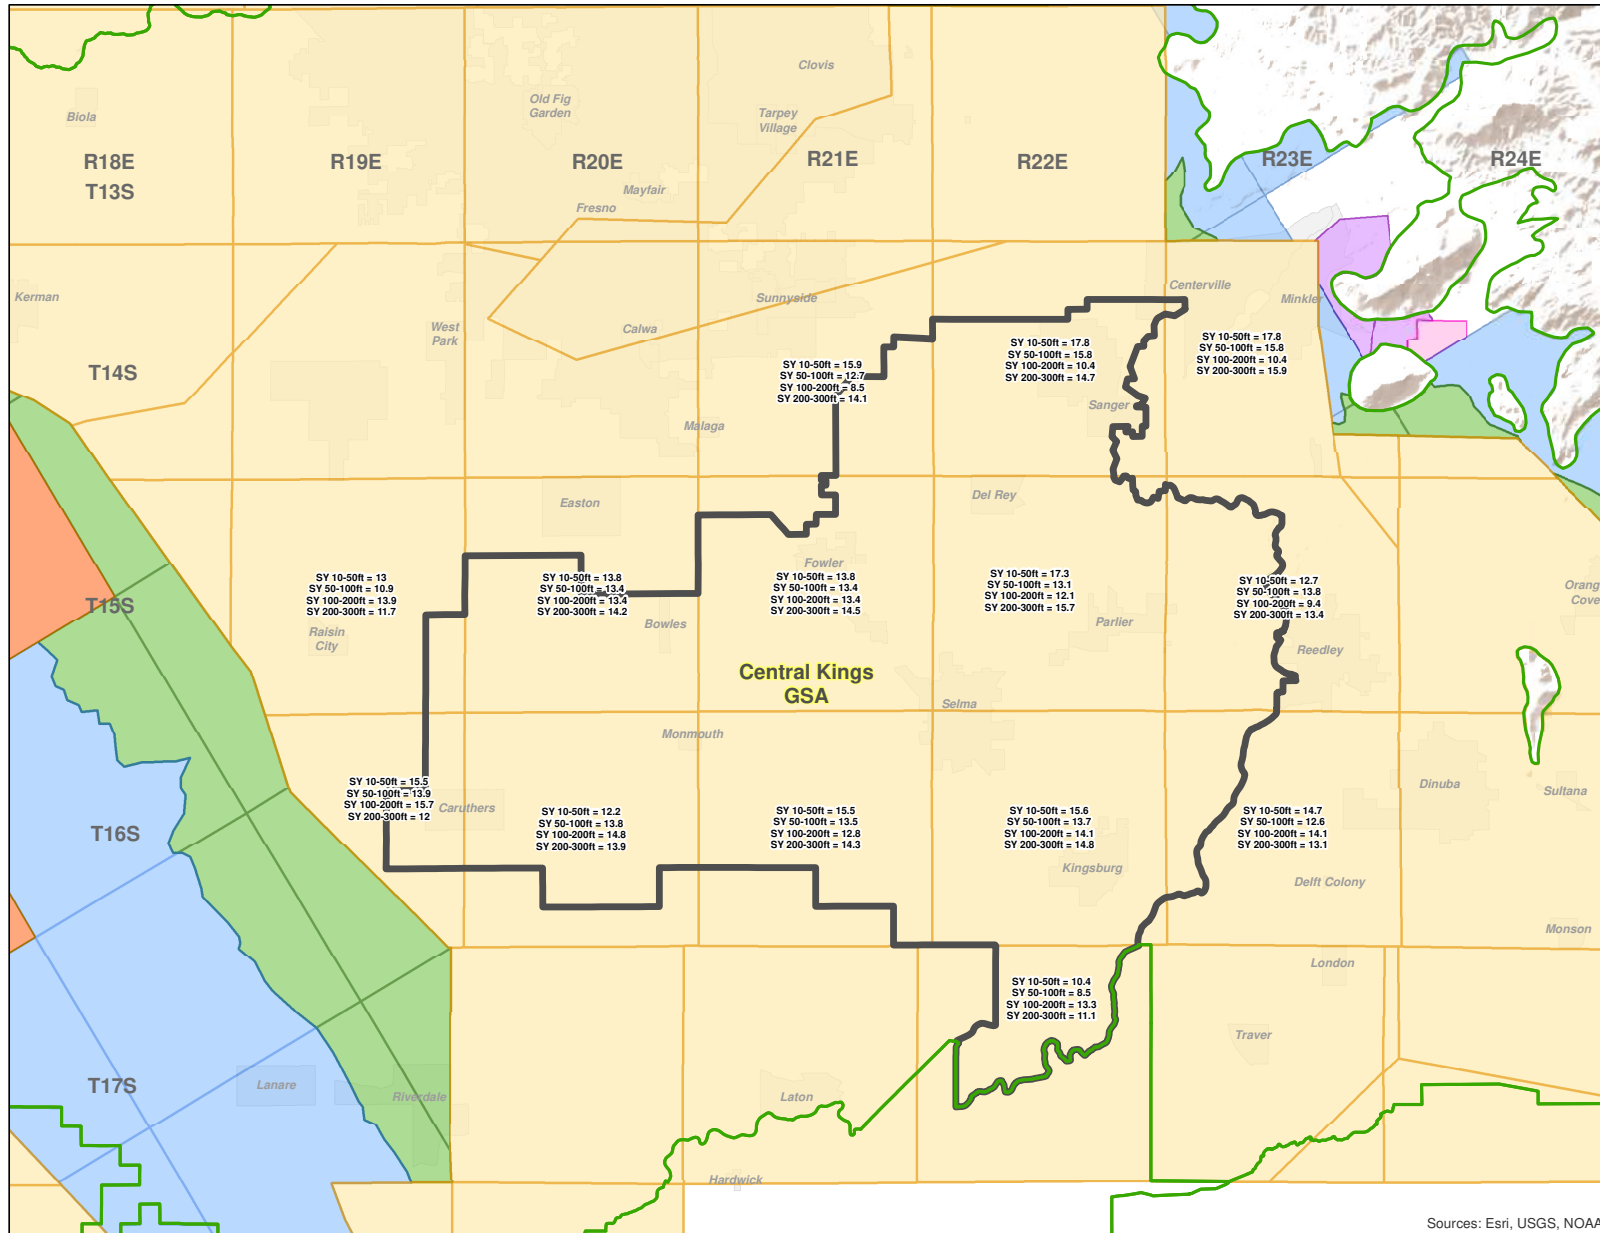 Clovis
Biola
Old Fig
Garden
Tarpey
Village
R18E
T13S
R19E
R20E
R21E
R22E
R23E
R24E
Mayfair
Fresno
Kerman
West
Park
Calwa
Sunnyside
Centerville
Minkler
T14S
SY 10-50ft = 15.9
SY 50-100ft = 12.7
SY 100-200ft = 8.5
SY 200-300ft = 14.1
SY 10-50ft = 17.8
SY 50-100ft = 15.8
SY 100-200ft = 10.4
SY 200-300ft = 14.7
SY 10-50ft = 17.8
SY 50-100ft = 15.8
SY 100-200ft = 10.4
SY 200-300ft = 15.9
Sanger
Malaga
Easton
Del Rey
Fowler
T15S
SY 10-50ft = 13
SY 50-100ft = 10.9
SY 100-200ft = 13.9
SY 200-300ft = 11.7
SY 10-50ft = 13.8
SY 50-100ft = 13.4
SY 100-200ft = 13.4
SY 200-300ft = 14.2
SY 10-50ft = 13.8
SY 50-100ft = 13.4
SY 100-200ft = 13.4
SY 200-300ft = 14.5
SY 10-50ft = 17.3
SY 50-100ft = 13.1
SY 100-200ft = 12.1
SY 200-300ft = 15.7
SY 10-50ft = 12.7
SY 50-100ft = 13.8
SY 100-200ft = 9.4
SY 200-300ft = 13.4
Orang
Cove
Raisin
City
Bowles
Parlier
Reedley
Central Kings
GSA
Selma
Monmouth
T16S
SY 10-50ft = 15.5
SY 50-100ft = 13.9
SY 100-200ft = 15.7
SY 200-300ft = 12
Caruthers
SY 10-50ft = 12.2
SY 50-100ft = 13.8
SY 100-200ft = 14.8
SY 200-300ft = 13.9
SY 10-50ft = 15.5
SY 50-100ft = 13.5
SY 100-200ft = 12.8
SY 200-300ft = 14.3
SY 10-50ft = 15.6
SY 50-100ft = 13.7
SY 100-200ft = 14.1
SY 200-300ft = 14.8
SY 10-50ft = 14.7
SY 50-100ft = 12.6
SY 100-200ft = 14.1
SY 200-300ft = 13.1
Dinuba
Sultana
Kingsburg
Delft Colony
Monson
London
SY 10-50ft = 10.4
SY 50-100ft = 8.5
SY 100-200ft = 13.3
SY 200-300ft = 11.1
Traver
T17S
Lanare
Riverdale
Laton
Hardwick
Sources: Esri, USGS, NOAA